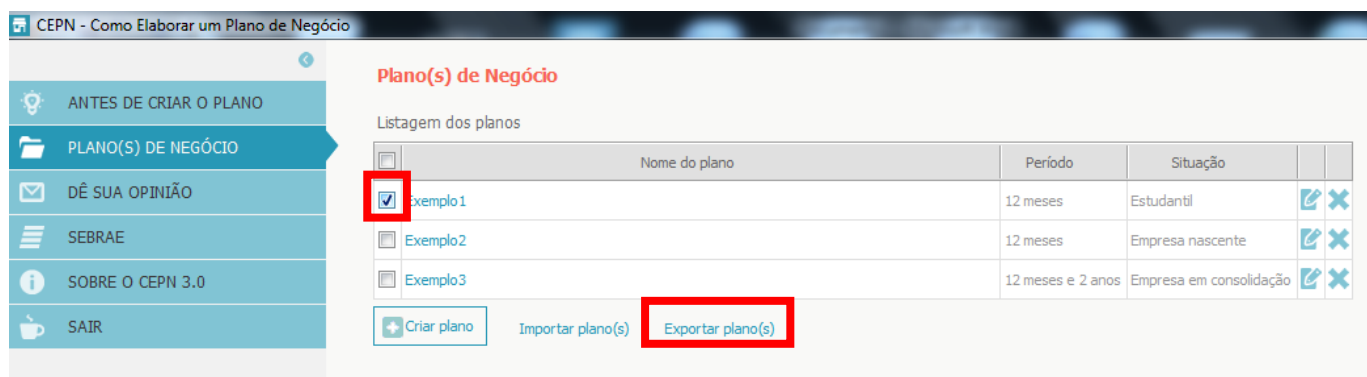 CEPN - Como Elaborar um Plano de Negócio
ANTES DE CRIAR O PLANO
PLANO(S) DE NEGÓCIO
DÊ SUA OPINIÃO
SEBRAE
SOBRE O CEPN 3.0
SAIR
Plano(s) de Negócio
Listagem dos planos
Nome do plano Período Situação
Exemplo1 12 meses Estudantil
Exemplo2 12 meses Empresa nascente
Exemplo3 12 meses e 2 anos Empresa em consolidação
Criar plano Importar plano(s) Exportar plano(s)